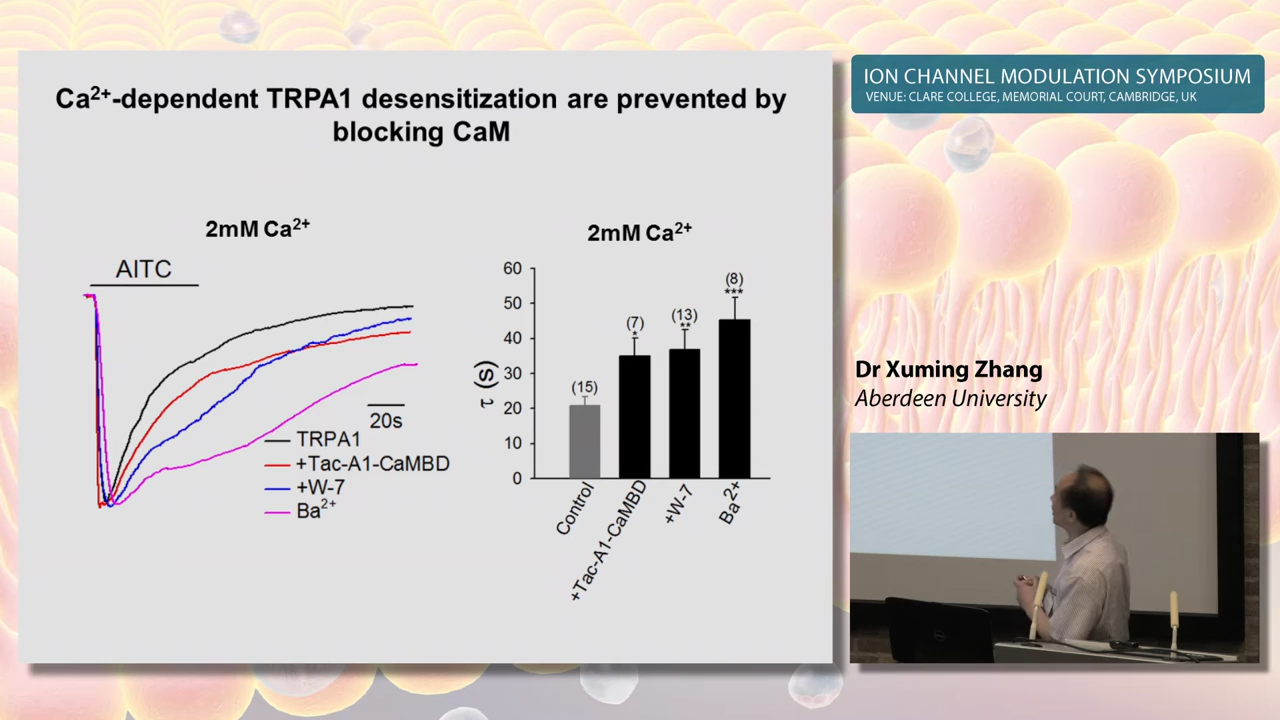 Ca²⁺-dependent TRPA1 desensitization are prevented by
blocking CaM
2mM Ca²⁺
AITC
20s
TRPA1
+Tac-A1-CaMBD
+W-7
Ba²⁺
2mM Ca²⁺
τ (s)
60
50
40
30
20
10
0
(15)
(7)
*
(13)
**
(8)
***
Control
+Tac-A1-CaMBD
+W-7
Ba2+
ION CHANNEL MODULATION SYMPOSIUM
VENUE: CLARE COLLEGE, MEMORIAL COURT, CAMBRIDGE, UK
Dr Xuming Zhang
Aberdeen University